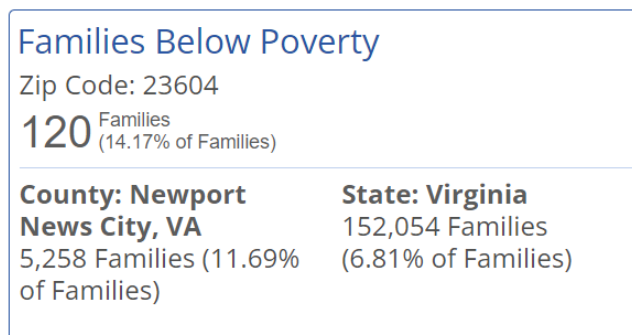 Families Below Poverty
Zip Code: 23604
120 Families
(14.17% of Families)
County: Newport
News City, VA
5,258 Families (11.69%
of Families)
State: Virginia
152,054 Families
(6.81% of Families)